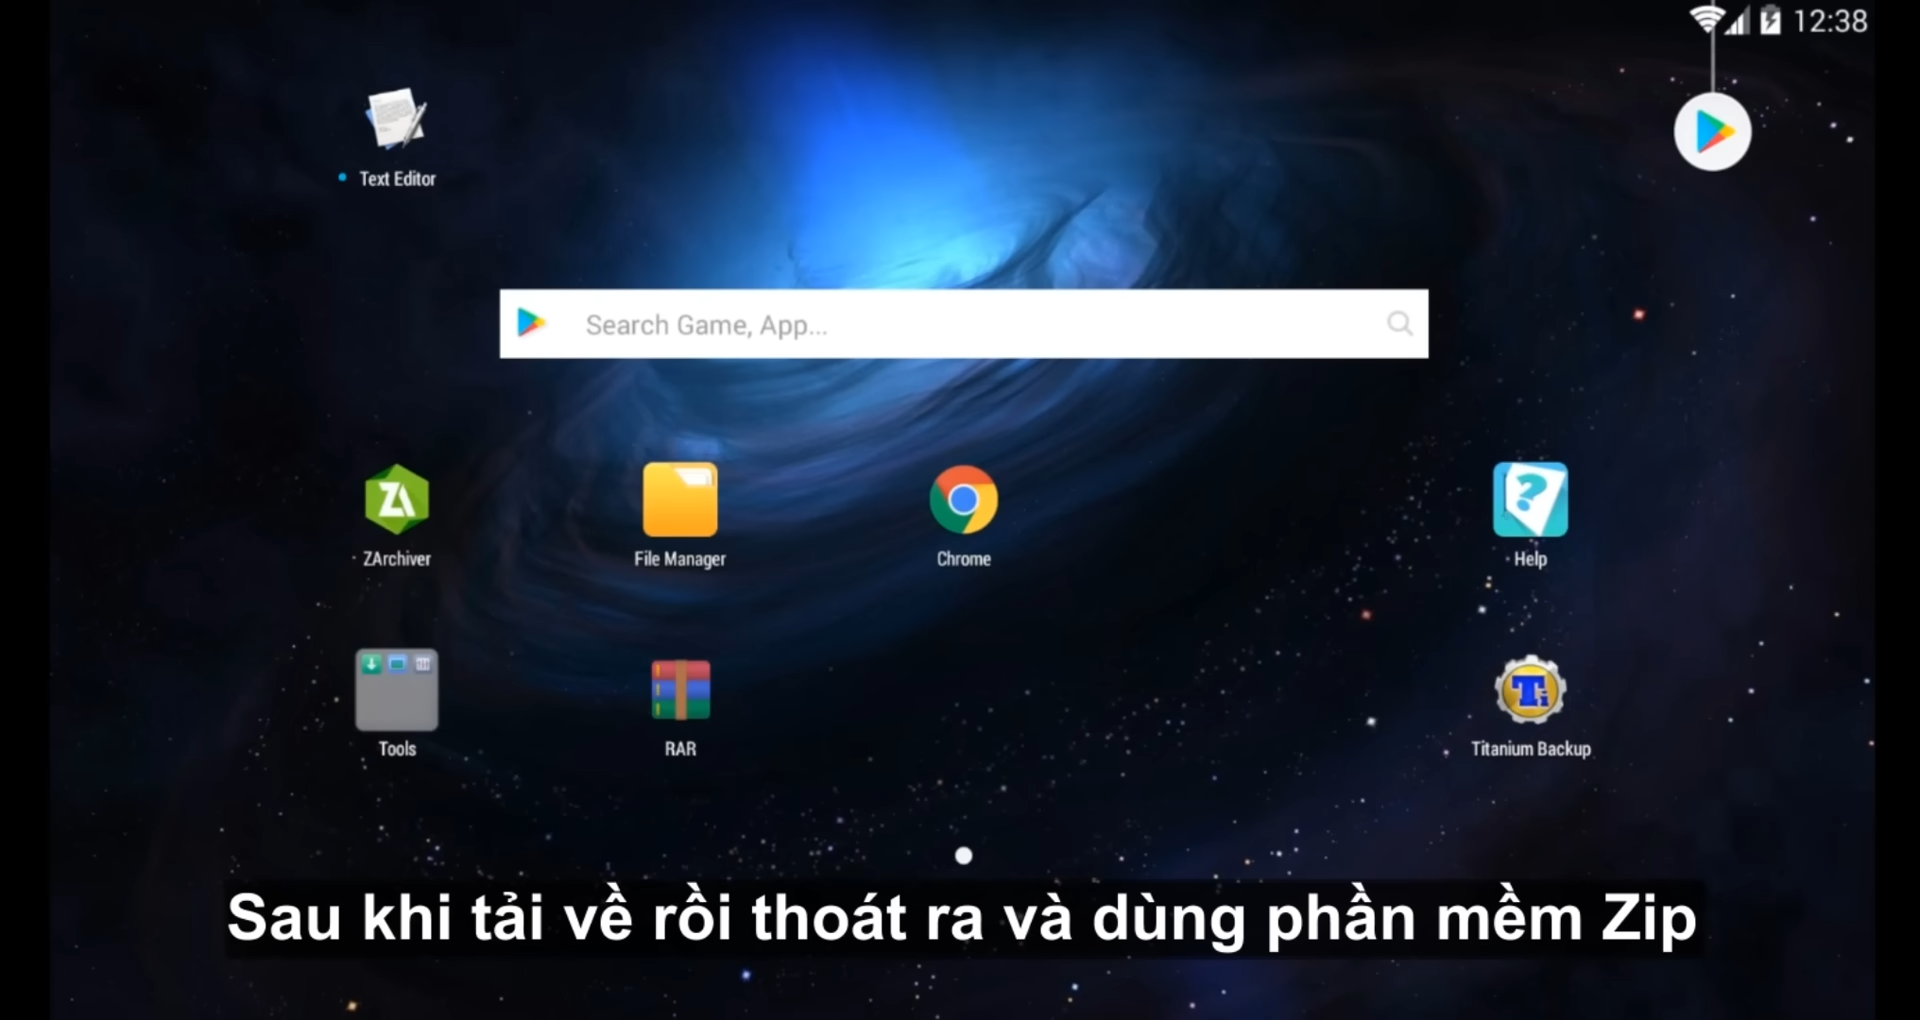 12:38
Text Editor
Search Game, App...
ZArchiver
File Manager
Chrome
Help
Tools
RAR
Titanium Backup
Sau khi tải về rồi thoát ra và dùng phần mềm Zip